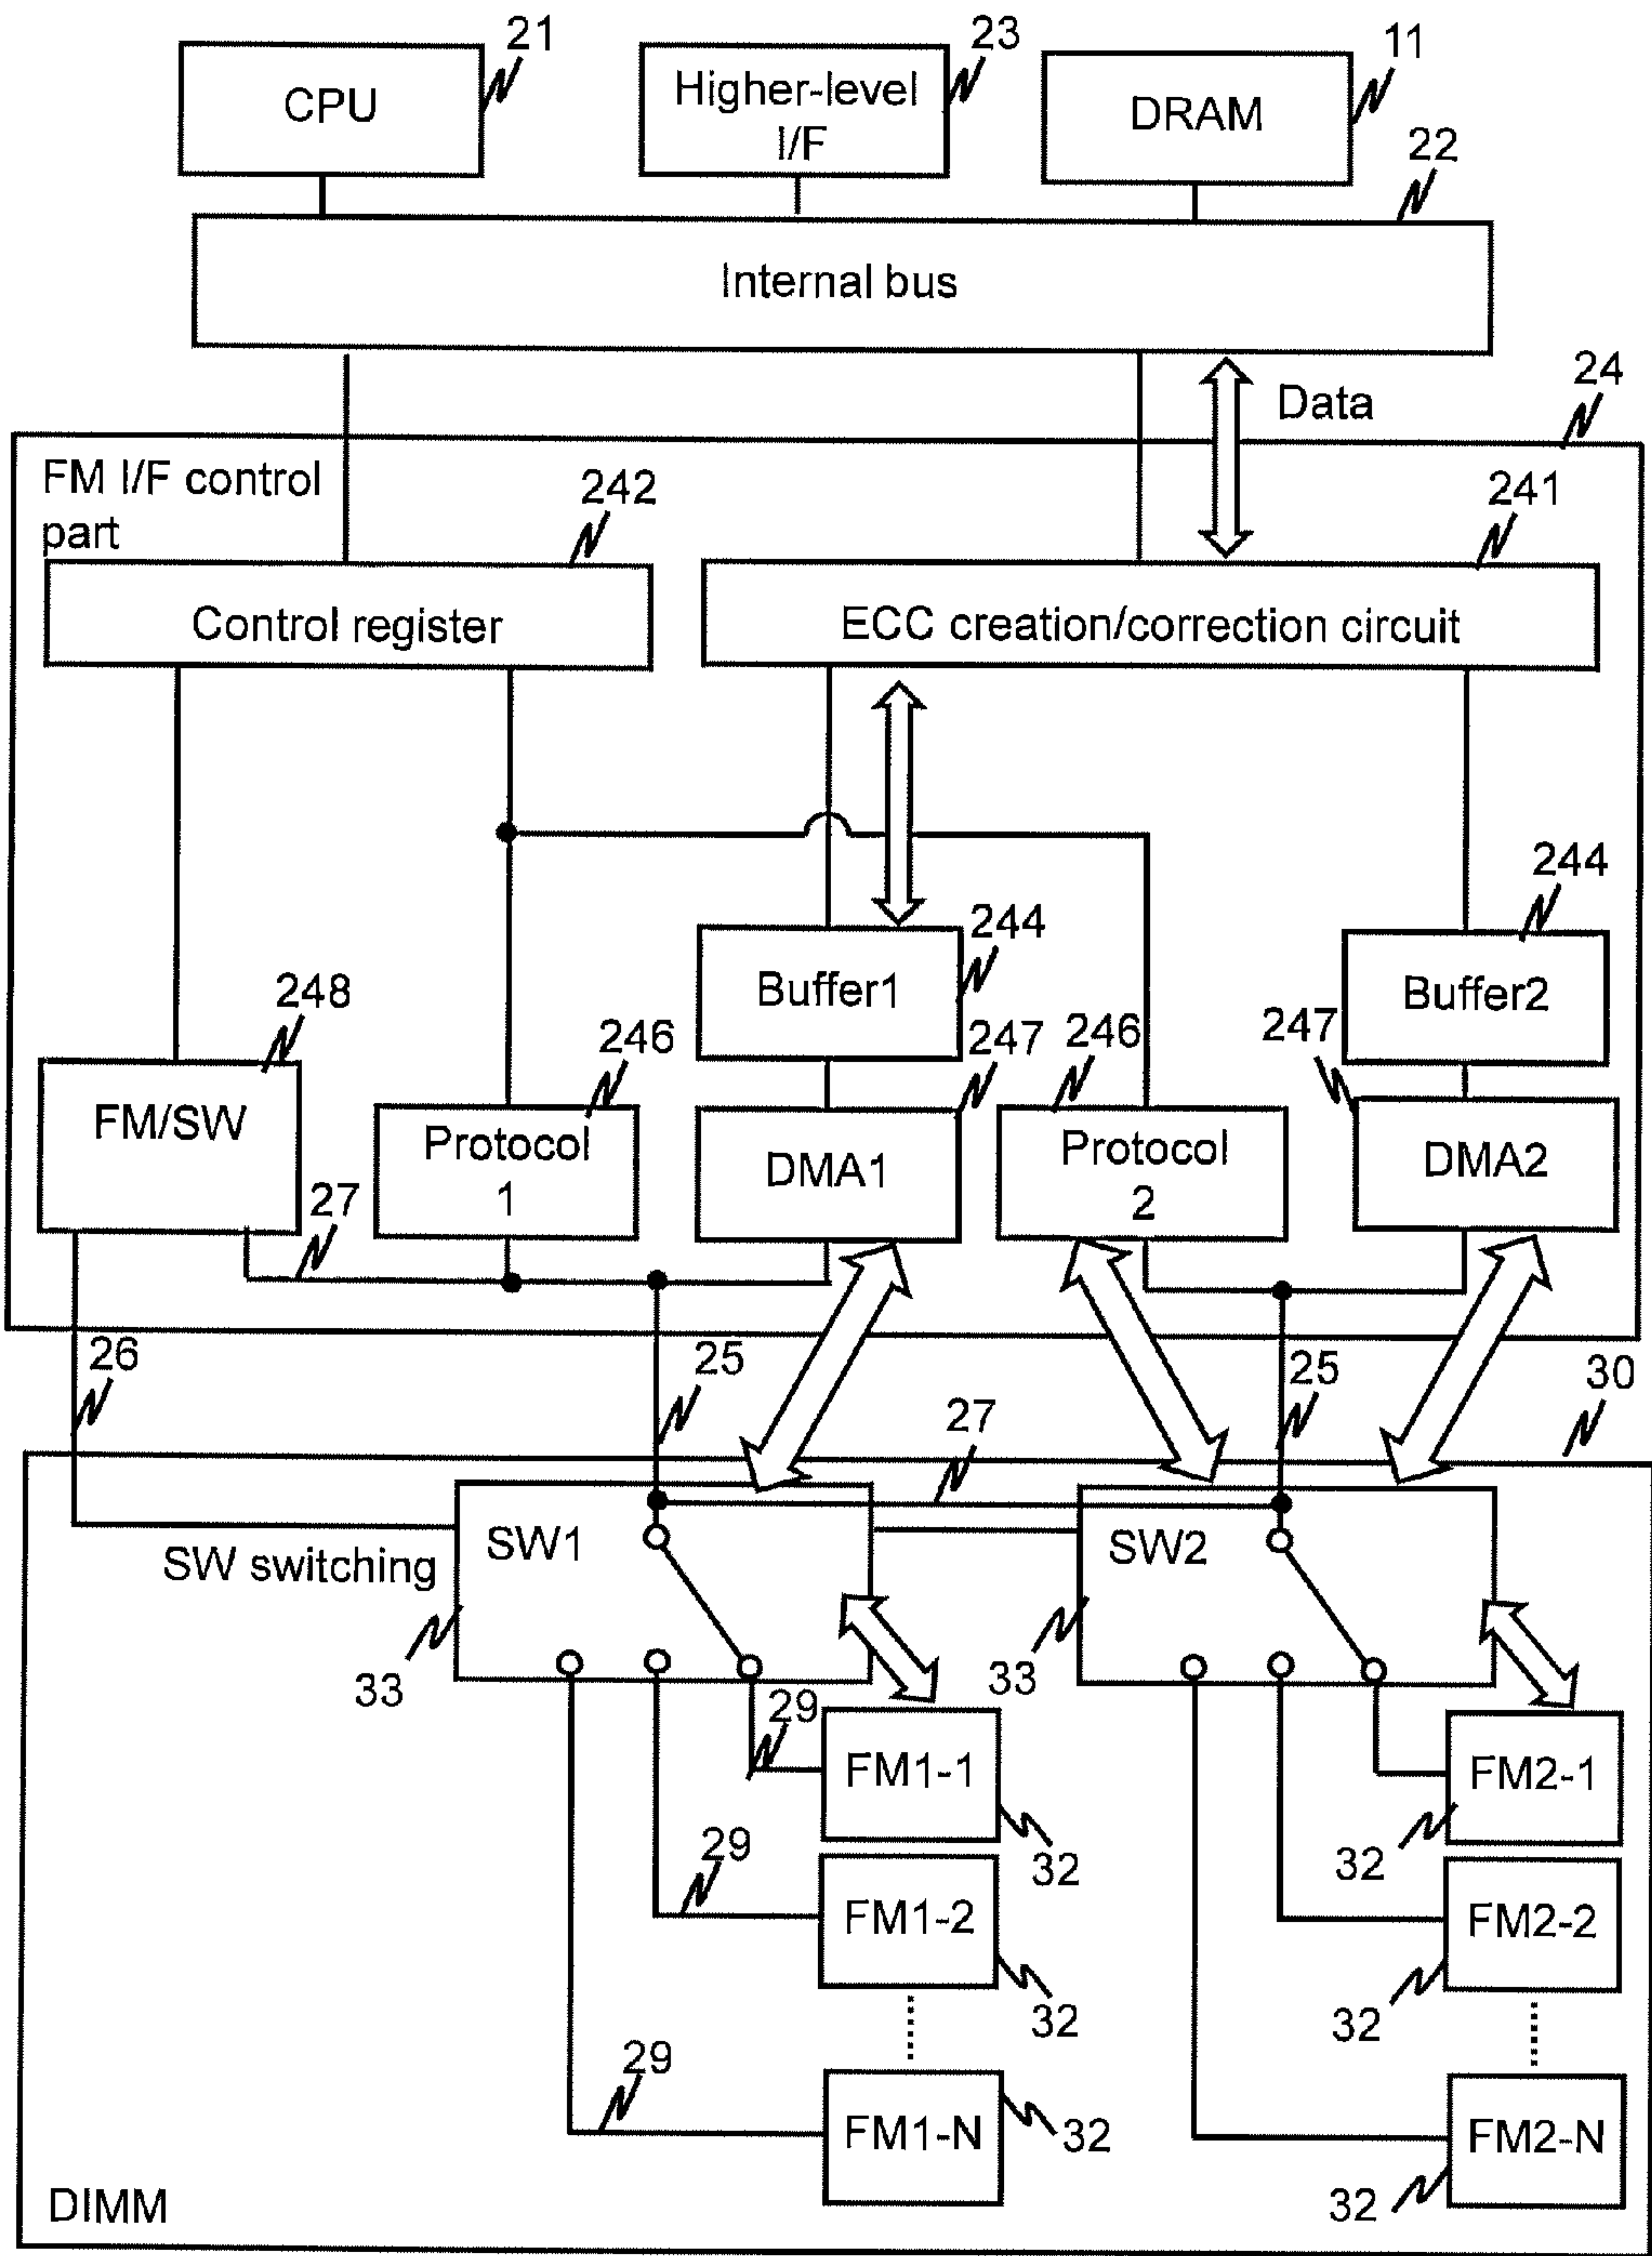 21
23
11
CPU
Higher-level
I/F
DRAM
22
Internal bus
24
Data
FM I/F control
part
242
241
Control register
ECC creation/correction circuit
244
244
Buffer1
Buffer2
248
246
247
246
247
FM/SW
Protocol
1
DMA1
Protocol
2
DMA2
27
26
25
25
30
27
SW1
SW2
SW switching
33
33
29
FM1-1
FM2-1
32
32
29
FM1-2
FM2-2
32
32
29
FM1-N
32
FM2-N
32
DIMM